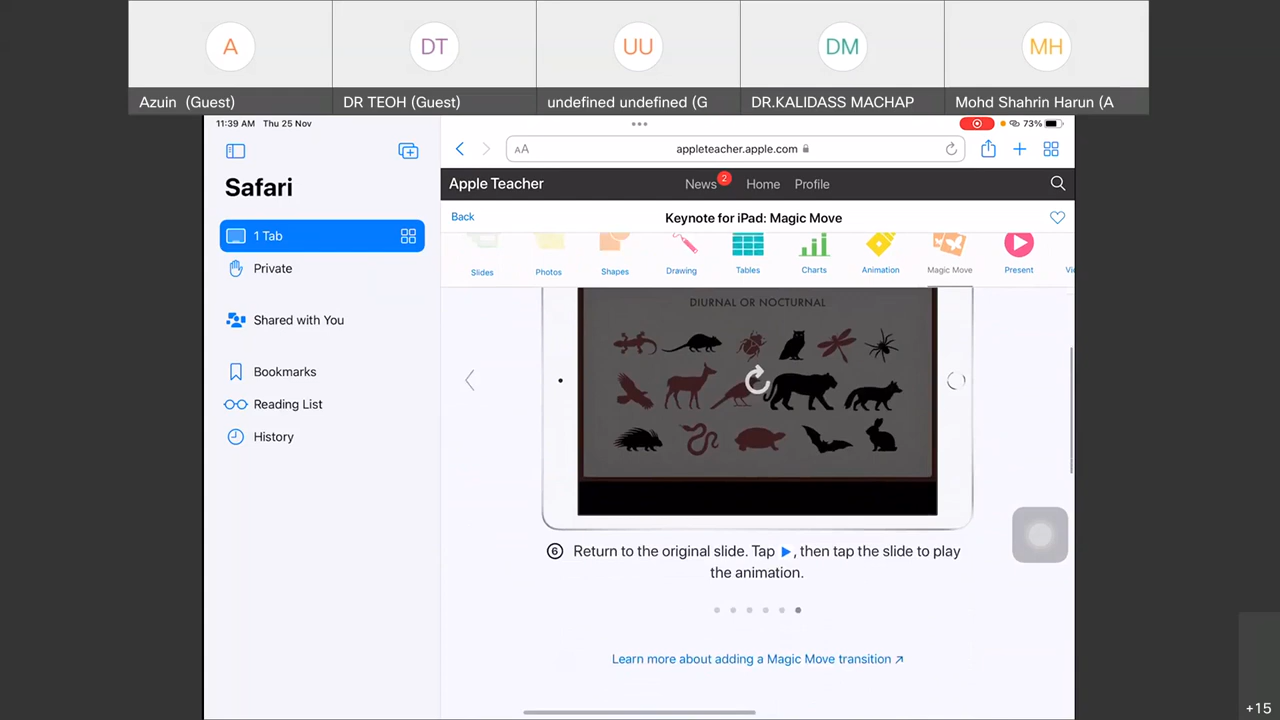 A
DT
UU
DM
MH
Azuin (Guest)
DR TEOH (Guest)
undefined undefined (G
DR.KALIDASS MACHAP
Mohd Shahrin Harun (A
11:39 AM Thu 25 Nov
73%
Safari
1 Tab
Private
Shared with You
Bookmarks
Reading List
History
AA
appleteacher.apple.com
Apple Teacher
News 2 Home Profile
Back
Keynote for iPad: Magic Move
Slides Photos Shapes Drawing Tables Charts Animation Magic Move Present Vi
DIURNAL OR NOCTURNAL
6 Return to the original slide. Tap ▶, then tap the slide to play
the animation.
Learn more about adding a Magic Move transition ↗
+15